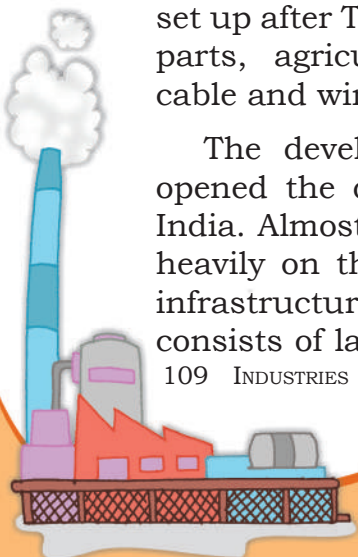 set up after T
parts, agricu
cable and wi
The devel
opened the
India. Almost
heavily on th
infrastructur
consists of la
109 INDUSTRIES